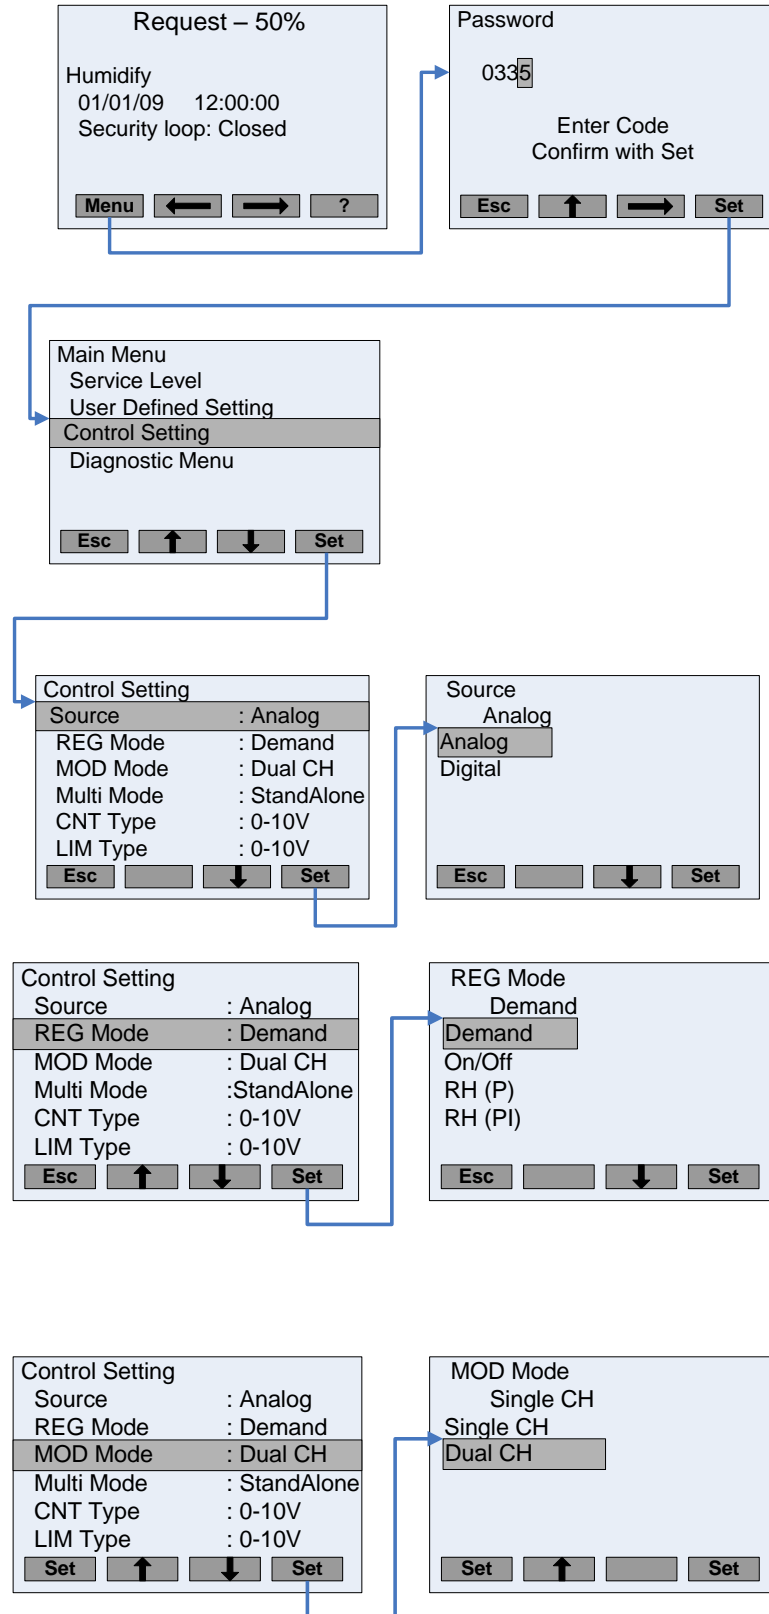 Request – 50%
Humidify
01/01/09 12:00:00
Security loop: Closed
Menu ?
Password
0335
Enter Code
Confirm with Set
Esc Set
Main Menu
Service Level
User Defined Setting
Control Setting
Diagnostic Menu
Esc Set
Control Setting
Source : Analog
REG Mode : Demand
MOD Mode : Dual CH
Multi Mode : StandAlone
CNT Type : 0-10V
LIM Type : 0-10V
Esc Set
Source
Analog
Analog
Digital
Esc Set
Control Setting
Source : Analog
REG Mode : Demand
MOD Mode : Dual CH
Multi Mode :StandAlone
CNT Type : 0-10V
LIM Type : 0-10V
Esc Set
REG Mode
Demand
Demand
On/Off
RH (P)
RH (PI)
Esc Set
Control Setting
Source : Analog
REG Mode : Demand
MOD Mode : Dual CH
Multi Mode : StandAlone
CNT Type : 0-10V
LIM Type : 0-10V
Set Set
MOD Mode
Single CH
Single CH
Dual CH
Set Set